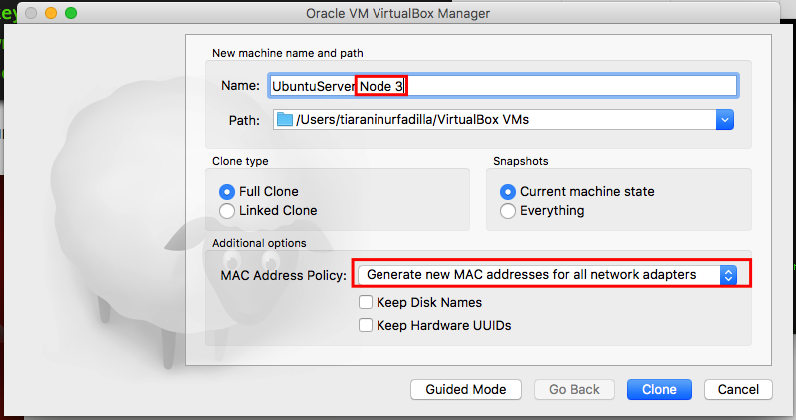 Oracle VM VirtualBox Manager
New machine name and path
Name: UbuntuServer Node 3
Path: /Users/tiaraninurfadilla/VirtualBox VMs
Clone type
Snapshots
Full Clone
Linked Clone
Current machine state
Everything
Additional options
MAC Address Policy: Generate new MAC addresses for all network adapters
Keep Disk Names
Keep Hardware UUIDs
Guided Mode
Go Back
Clone
Cancel